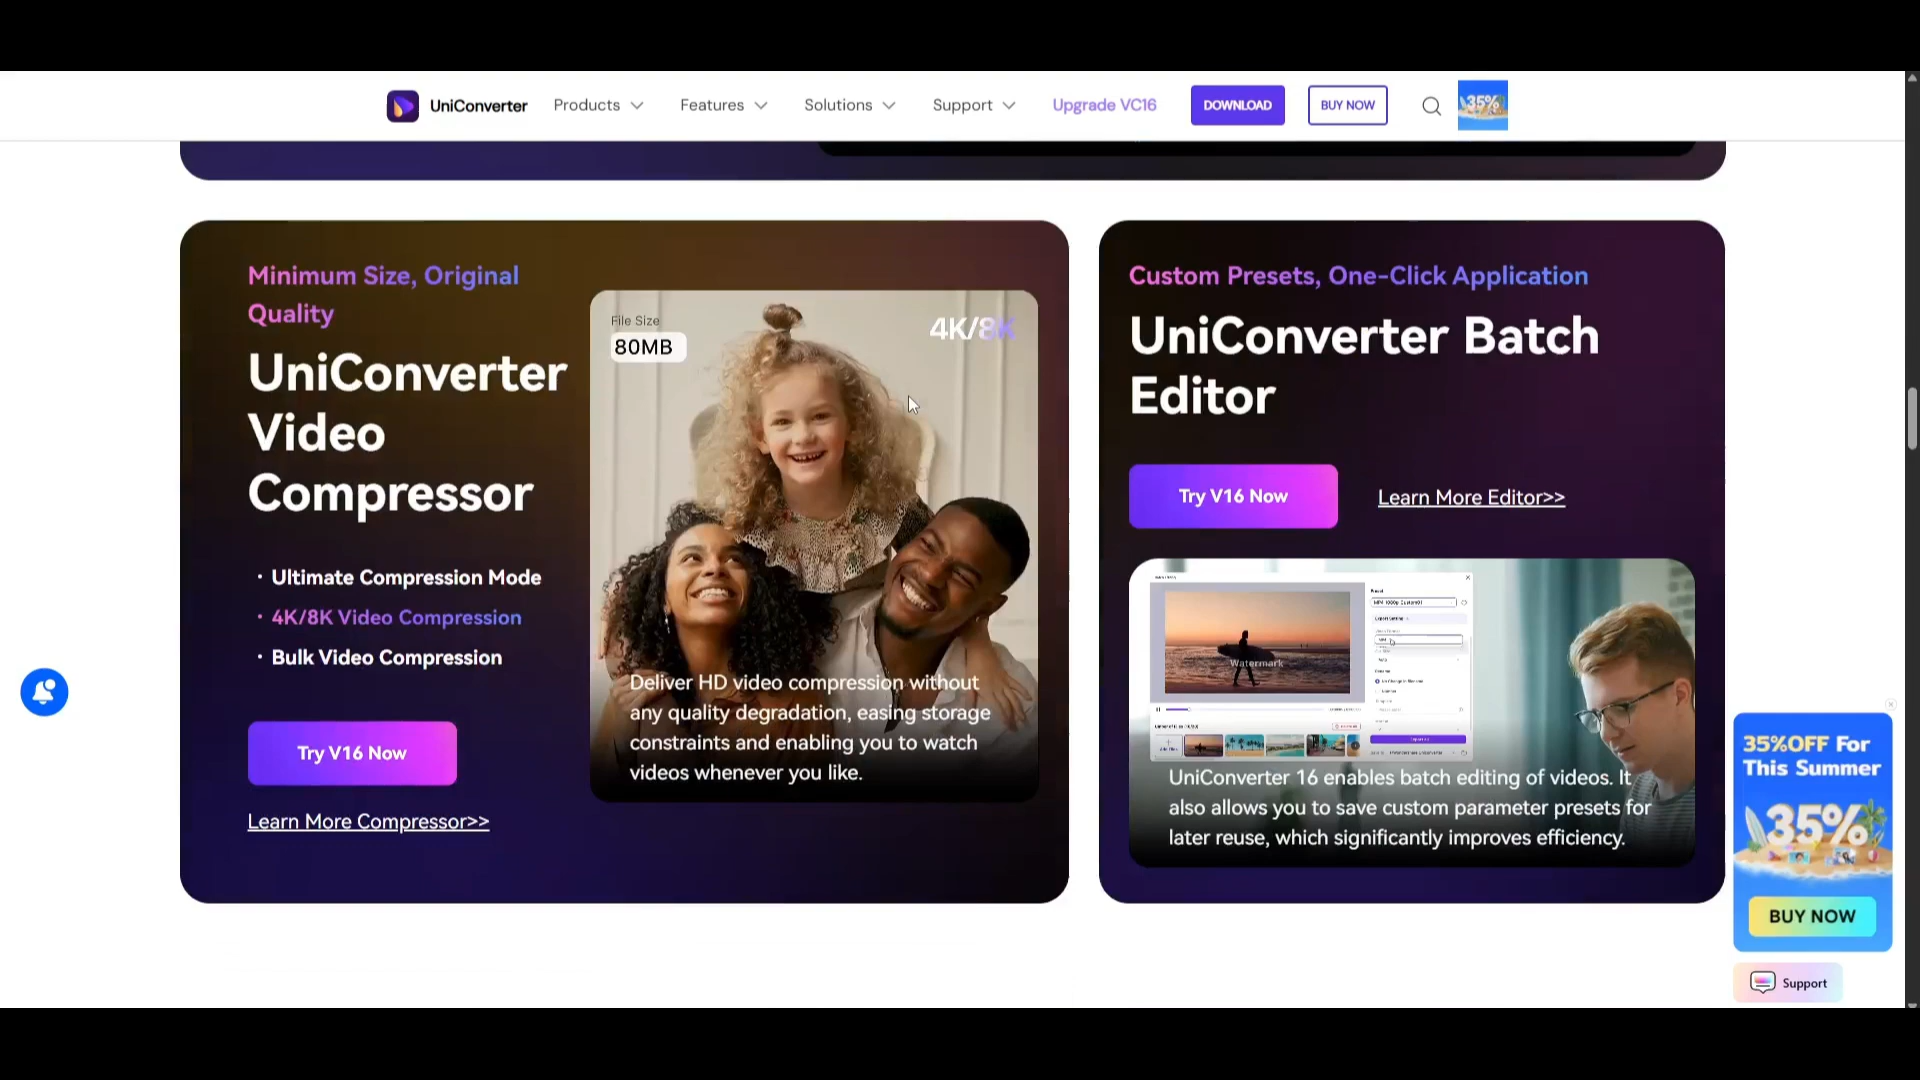 UniConverter
Products
Features
Solutions
Support
Upgrade VC16
DOWNLOAD
BUY NOW
35%
Minimum Size, Original
Quality
UniConverter
Video
Compressor
· Ultimate Compression Mode
· 4K/8K Video Compression
· Bulk Video Compression
Try V16 Now
Learn More Compressor>>
File Size
80MB
4K/8K
Deliver HD video compression without
any quality degradation, easing storage
constraints and enabling you to watch
videos whenever you like.
Custom Presets, One-Click Application
UniConverter Batch
Editor
Try V16 Now
Learn More Editor>>
Watermark
Preset
UniConverter 16 enables batch editing of videos. It
also allows you to save custom parameter presets for
later reuse, which significantly improves efficiency.
35%OFF For
This Summer
35%
BUY NOW
Support